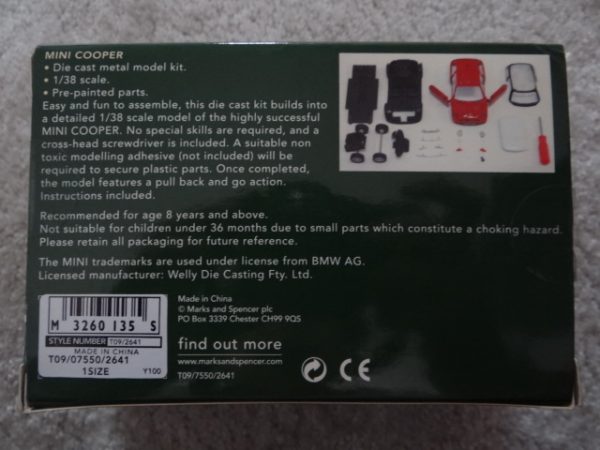 MINI COOPER
• Die cast metal model kit.
• 1/38 scale.
• Pre-painted parts.
Easy and fun to assemble, this die cast kit builds into
a detailed 1/38 scale model of the highly successful
MINI COOPER. No special skills are required, and a
cross-head screwdriver is included. A suitable non
toxic modelling adhesive (not included) will be
required to secure plastic parts. Once completed,
the model features a pull back and go action.
Instructions included.
Recommended for age 8 years and above.
Not suitable for children under 36 months due to small parts which constitute a choking hazard.
Please retain all packaging for future reference.
The MINI trademarks are used under license from BMW AG.
Licensed manufacturer: Welly Die Casting Fty. Ltd.
M 3260 135 S
STYLE NUMBER T09/2641
MADE IN CHINA
T09/07550/2641
1SIZE Y100
Made in China
© Marks and Spencer plc
PO Box 3339 Chester CH99 9QS
find out more
www.marksandspencer.com
T09/7550/2641
CE